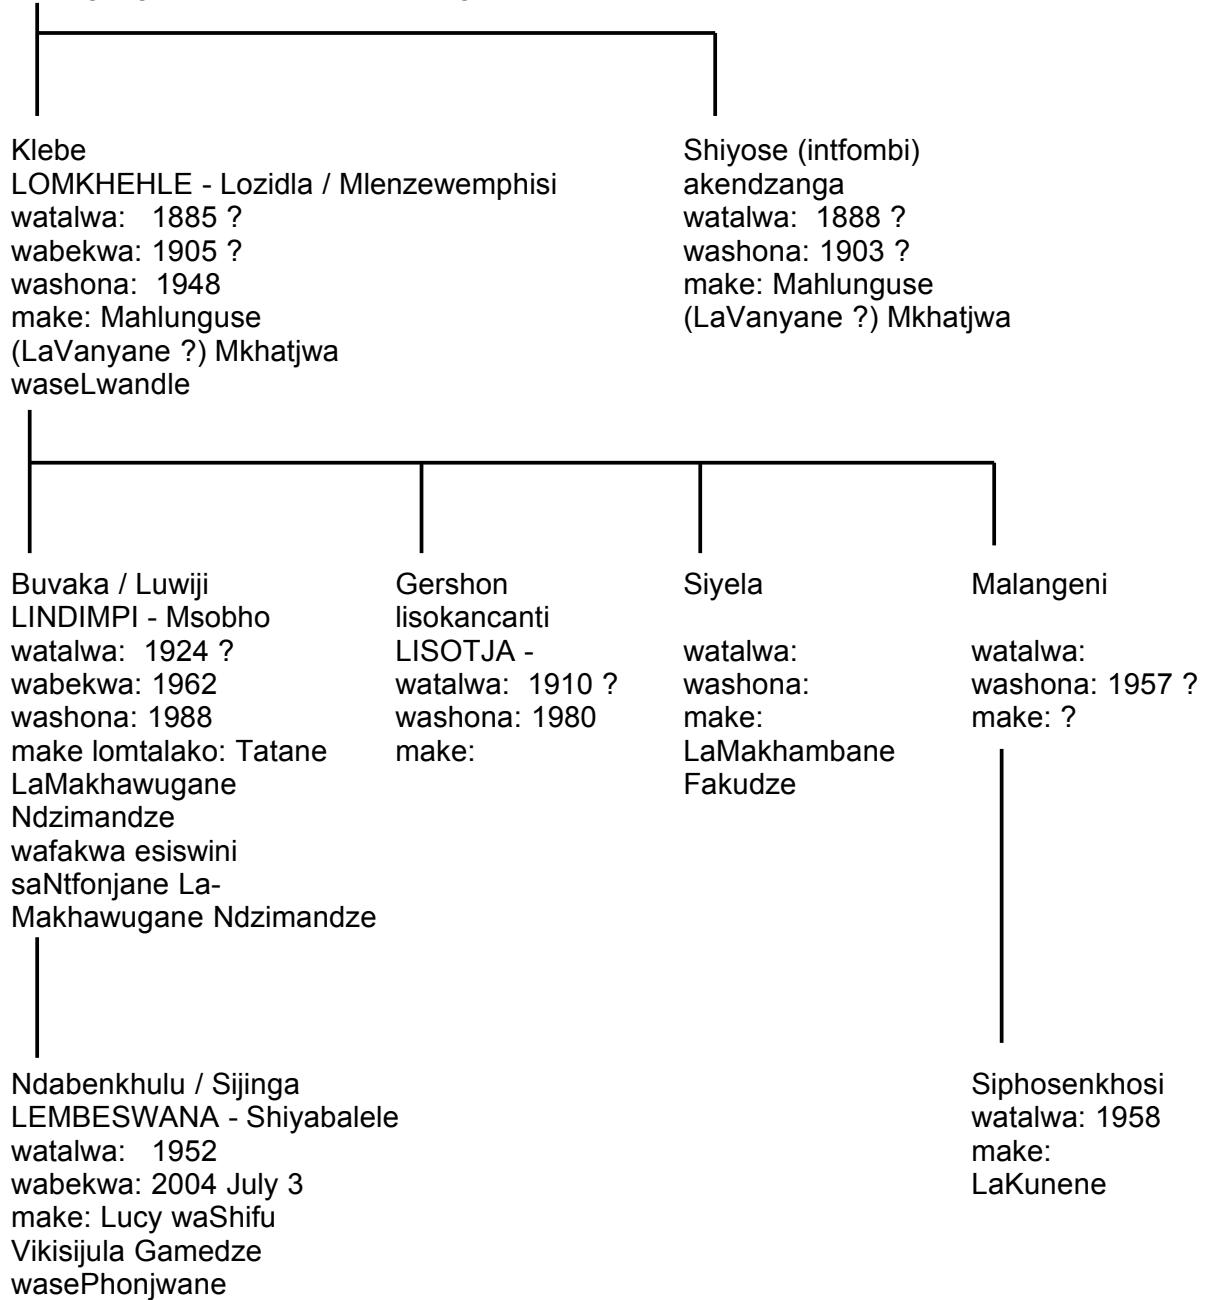 Klebe
LOMKHEHLE - Lozidla / Mlenzewemphisi
watalwa: 1885 ?
wabekwa: 1905 ?
washona: 1948
make: Mahlunguse
(LaVanyane ?) Mkhatjwa
waseLwandle
Shiyose (intfombi)
akendzanga
watalwa: 1888 ?
washona: 1903 ?
make: Mahlunguse
(LaVanyane ?) Mkhatjwa
Buvaka / Luwiji
LINDIMPI - Msobho
watalwa: 1924 ?
wabekwa: 1962
washona: 1988
make lomtalako: Tatane
LaMakhawugane
Ndzimandze
wafakwa esiswini
saNtfonjane La-
Makhawugane Ndzimandze
Gershon
lisokancanti
LISOTJA -
watalwa: 1910 ?
washona: 1980
make:
Siyela
watalwa:
washona:
make:
LaMakhambane
Fakudze
Malangeni
watalwa:
washona: 1957 ?
make: ?
Ndabenkhulu / Sijinga
LEMBESWANA - Shiyabalele
watalwa: 1952
wabekwa: 2004 July 3
make: Lucy waShifu
Vikisijula Gamedze
wasePhonjwane
Siphosenkhosi
watalwa: 1958
make:
LaKunene